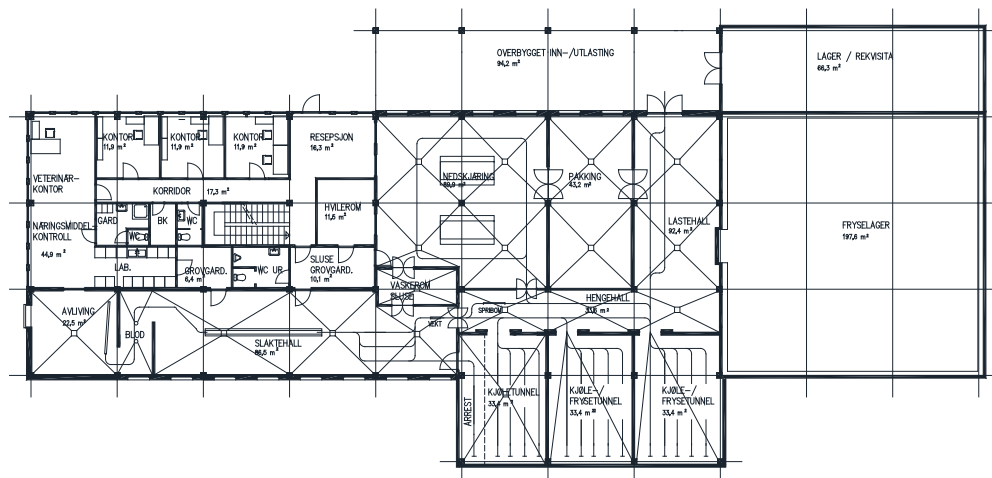 OVERBYGGET INN-/UTLASTING
94,2 m²
LAGER / REKVISITA
66,3 m²
KONTOR
11,9 m²
KONTOR
11,9 m²
KONTOR
11,9 m²
RESEPSJON
16,3 m²
VETERINÆR-
KONTOR
KORRIDOR 17,3 m²
NEDSKJÆRING
PAKKING
43,2 m²
HVILEROM
11,6 m²
GARD
WC
BK
WC
NÆRINGSMIDDEL-
KONTROLL
44,9 m²
LASTEHALL
92,4 m²
FRYSELAGER
197,6 m²
LAB.
GROVGARD.
6,4 m
WC UR
SLUSE
GROVGARD.
10,1 m²
VASKEROM
SLUSE
HENGEHALL
33,6 m²
AVLIVING
22,5 m²
BLOD
SLAKTEHALL
86,5 m²
VEKT
SPRIBOM
ARREST
KJØLETUNNEL
33,4 m²
KJØLE-/
FRYSETUNNEL
33,4 m²
KJØLE-/
FRYSETUNNEL
33,4 m²